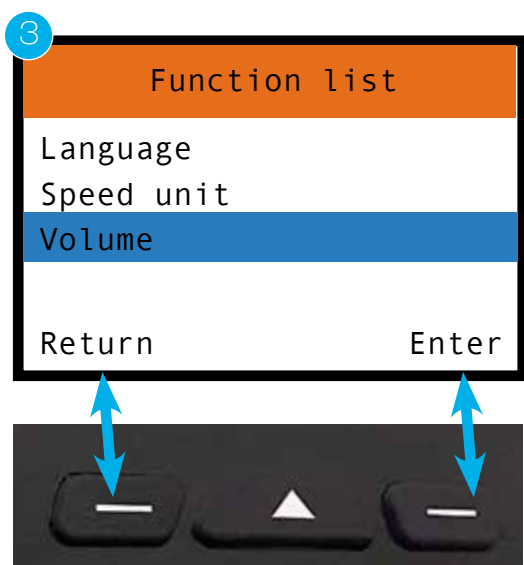 3
Function list
Language
Speed unit
Volume
Return Enter